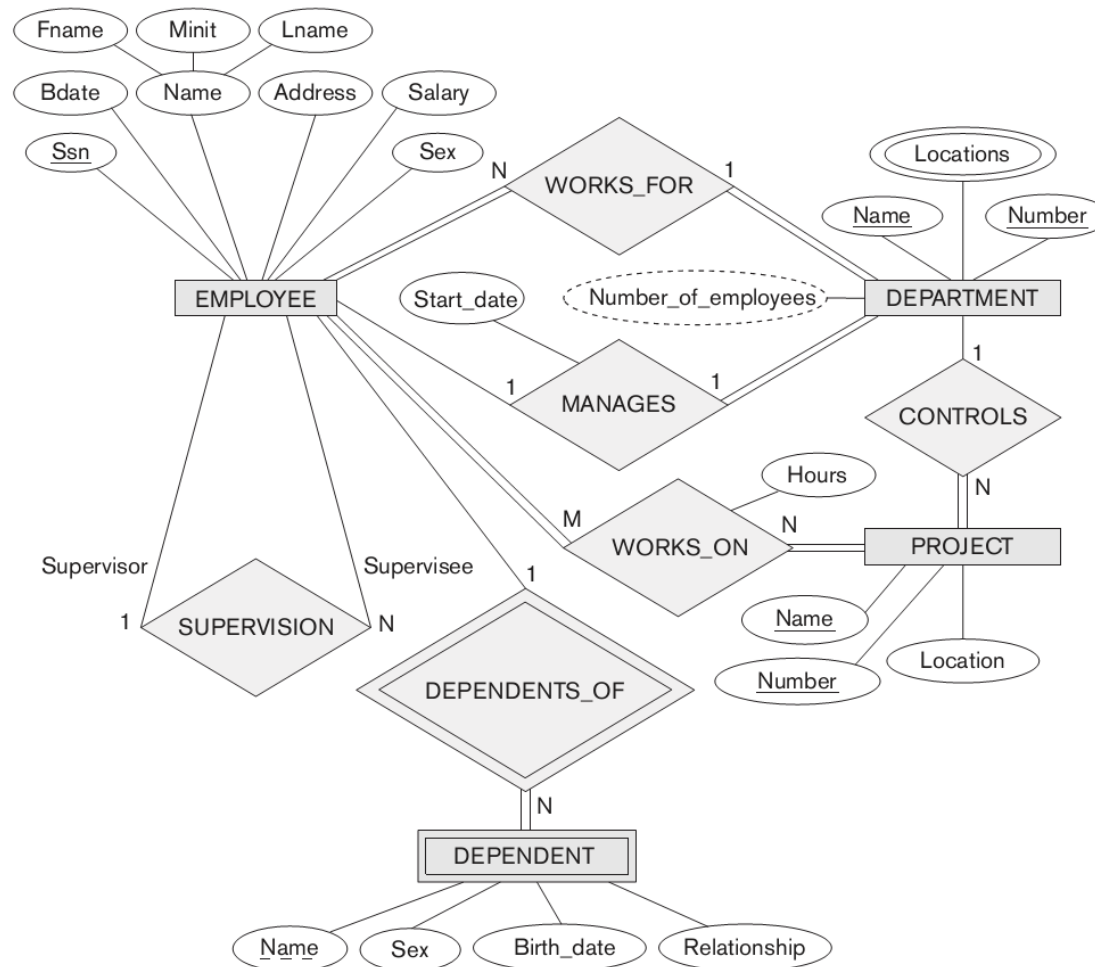 Fname Minit Lname
Bdate Name Address Salary
Ssn Sex
N WORKS_FOR 1
Locations
Name Number
EMPLOYEE
Start_date
Number_of_employees
DEPARTMENT
1 MANAGES 1
1
CONTROLS
N
Hours
M WORKS_ON N
PROJECT
Supervisor Supervisee
1 SUPERVISION N
1
Name
Number
Location
DEPENDENTS_OF
N
DEPENDENT
Name Sex Birth_date Relationship